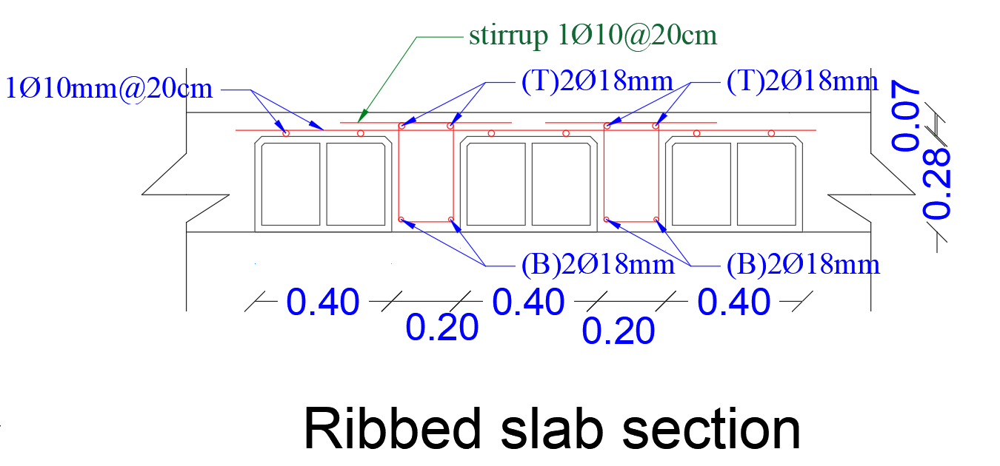 stirrup 1Ø10@20cm
1Ø10mm@20cm
(T)2Ø18mm
(T)2Ø18mm
0.07
0.28
(B)2Ø18mm
(B)2Ø18mm
0.40
0.20
0.40
0.20
0.40
Ribbed slab section